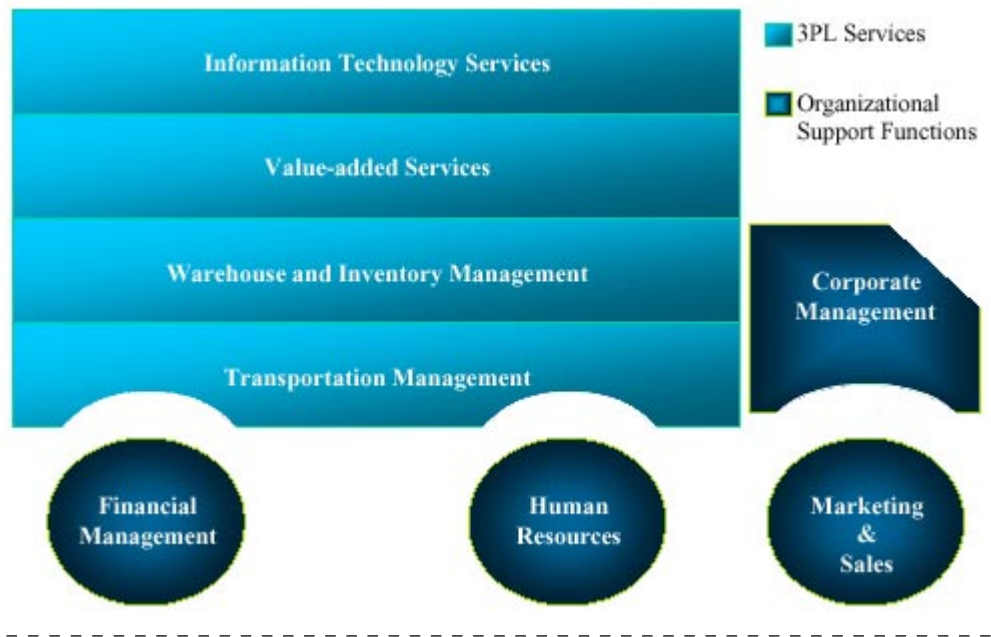 Information Technology Services
Value-added Services
Warehouse and Inventory Management
Transportation Management
3PL Services
Organizational
Support Functions
Corporate
Management
Financial
Management
Human
Resources
Marketing
&
Sales